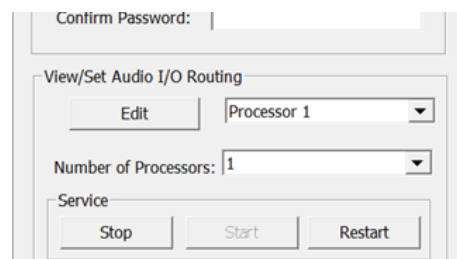 Confirm Password:
View/Set Audio I/O Routing
Edit Processor 1
Number of Processors: 1
Service
Stop Start Restart